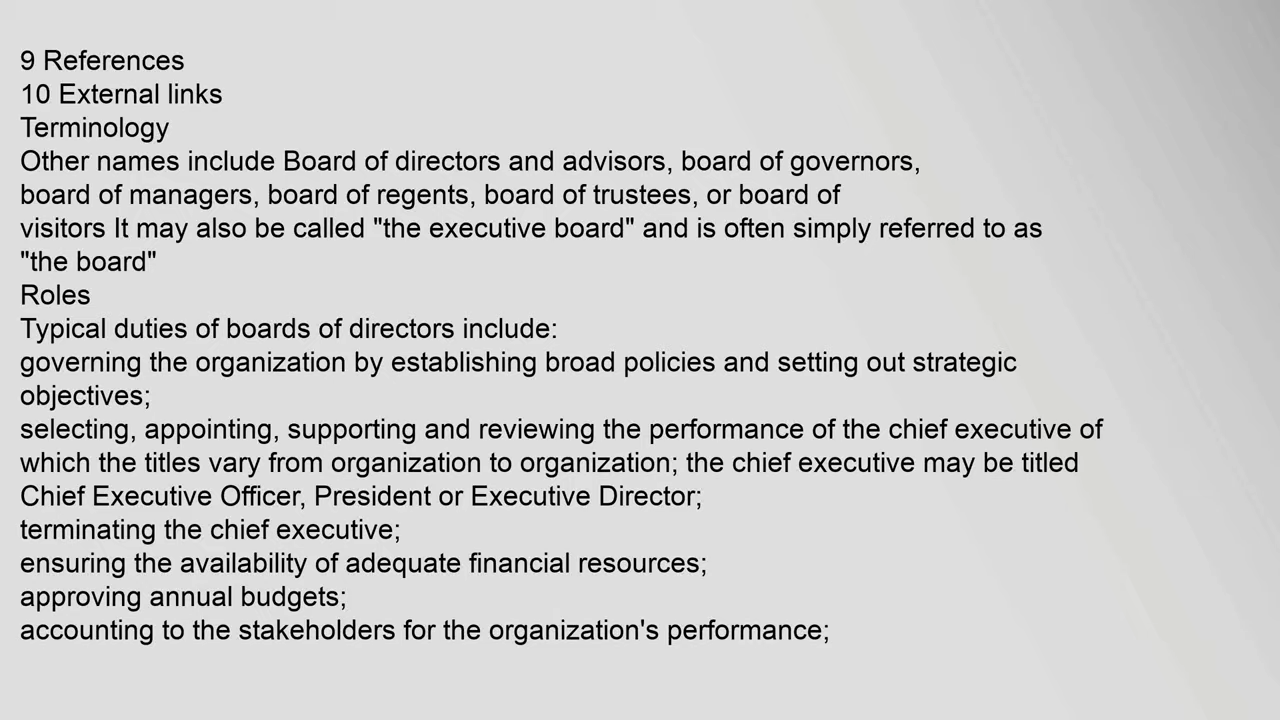 9 References
10 External links
Terminology
Other names include Board of directors and advisors, board of governors,
board of managers, board of regents, board of trustees, or board of
visitors It may also be called "the executive board" and is often simply referred to as
"the board"
Roles
Typical duties of boards of directors include:
governing the organization by establishing broad policies and setting out strategic
objectives;
selecting, appointing, supporting and reviewing the performance of the chief executive of
which the titles vary from organization to organization; the chief executive may be titled
Chief Executive Officer, President or Executive Director;
terminating the chief executive;
ensuring the availability of adequate financial resources;
approving annual budgets;
accounting to the stakeholders for the organization's performance;